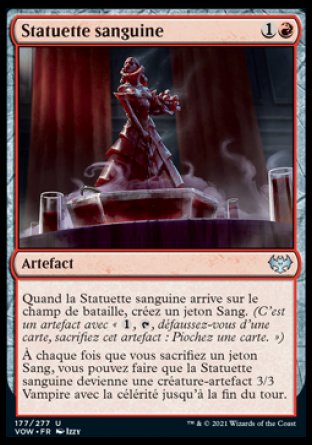 Statuette sanguine 1
Artefact
Quand la Statuette sanguine arrive sur le
champ de bataille, créez un jeton Sang. (C'est
un artefact avec « 1, , défaussez-vous d'une
carte, sacrifiez cet artefact : Piochez une carte. »)
À chaque fois que vous sacrifiez un jeton
Sang, vous pouvez faire que la Statuette
sanguine devienne une créature-artefact 3/3
Vampire avec la célérité jusqu'à la fin du tour.
177/277 U
VOW • FR Izzy
™ & © 2021 Wizards of the Coast